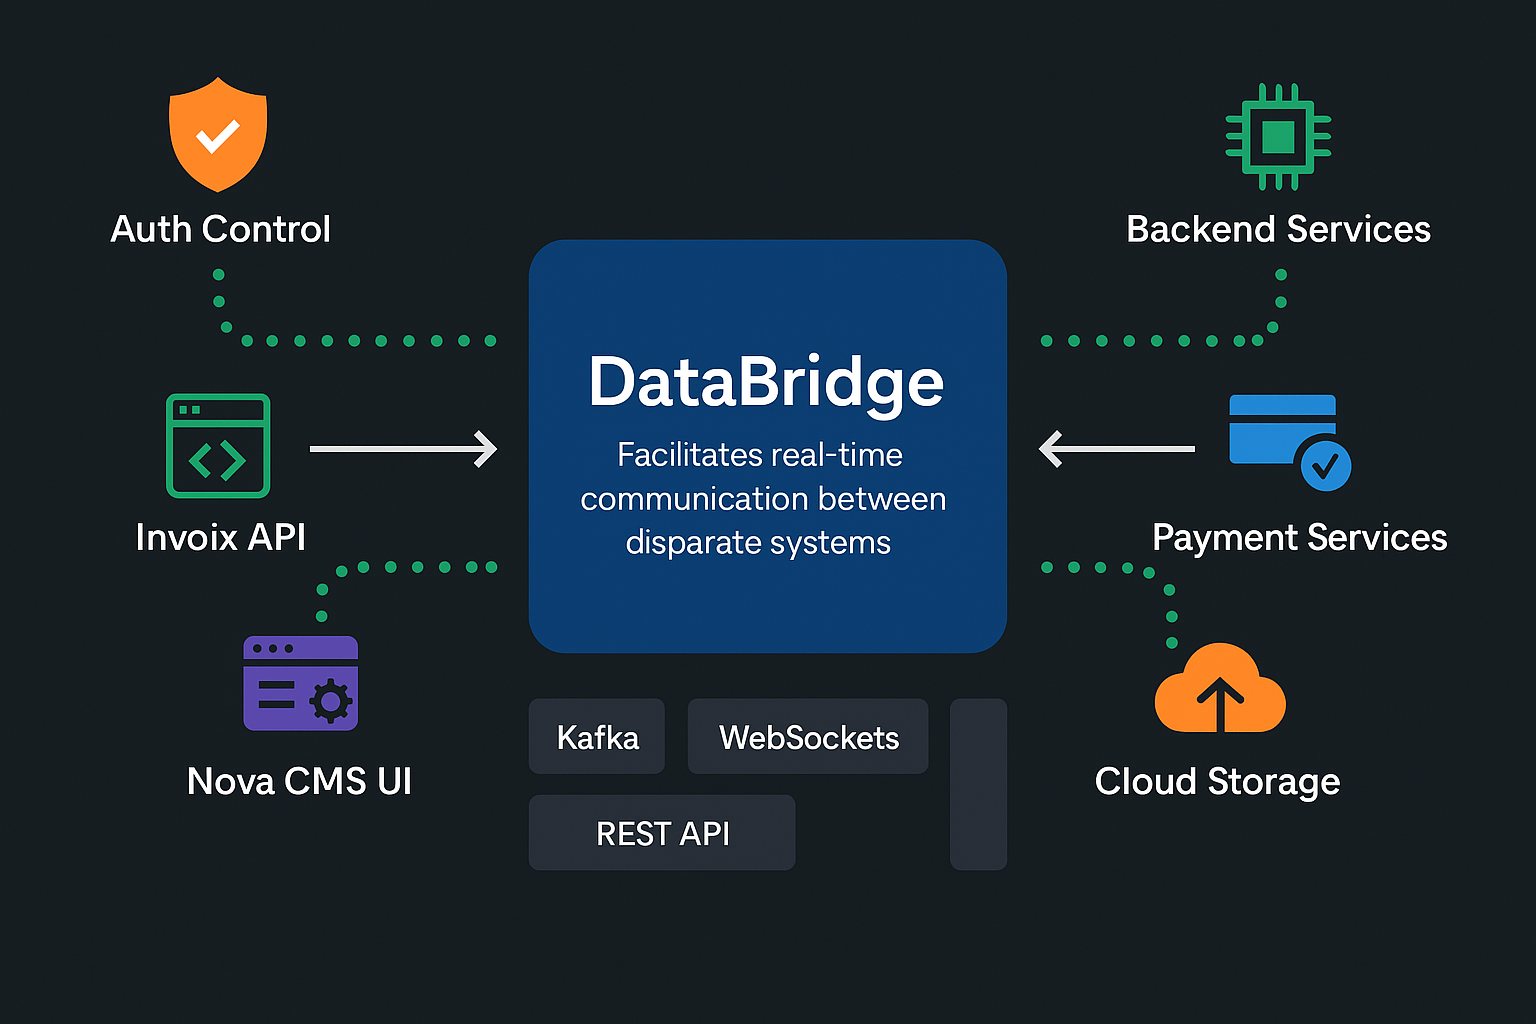 Auth Control
Backend Services
DataBridge
Facilitates real-time
communication between
disparate systems
Invoix API
Payment Services
Nova CMS UI
Cloud Storage
Kafka
WebSockets
REST API